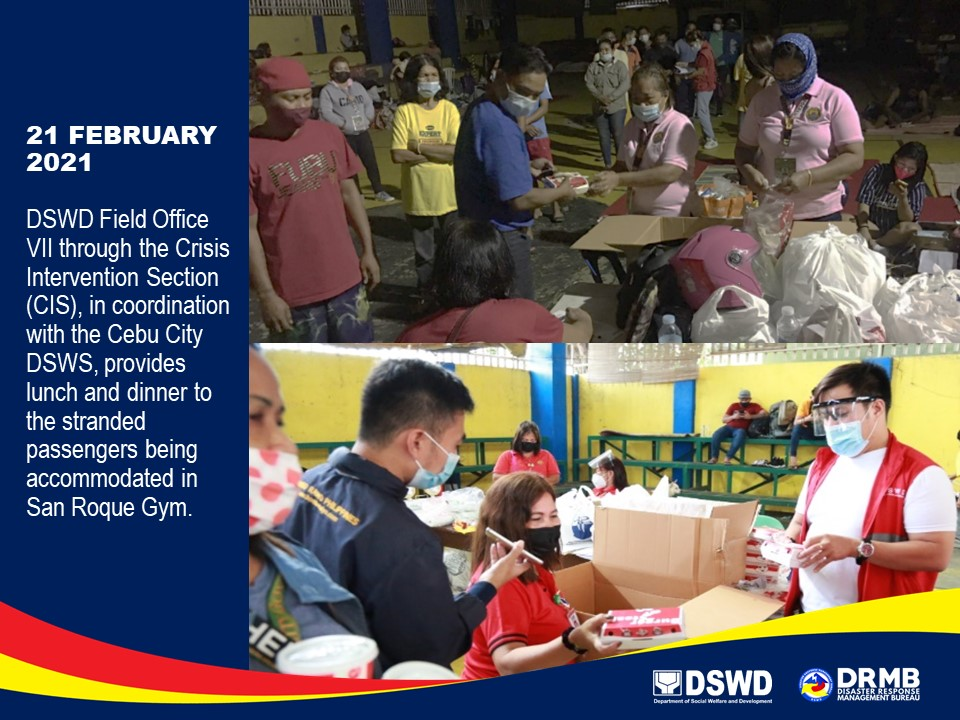 21 FEBRUARY
2021
DSWD Field Office
VII through the Crisis
Intervention Section
(CIS), in coordination
with the Cebu City
DSWS, provides
lunch and dinner to
the stranded
passengers being
accommodated in
San Roque Gym.
DSWD
Department of Social Welfare and Development
DRMB
DISASTER RESPONSE
MANAGEMENT BUREAU